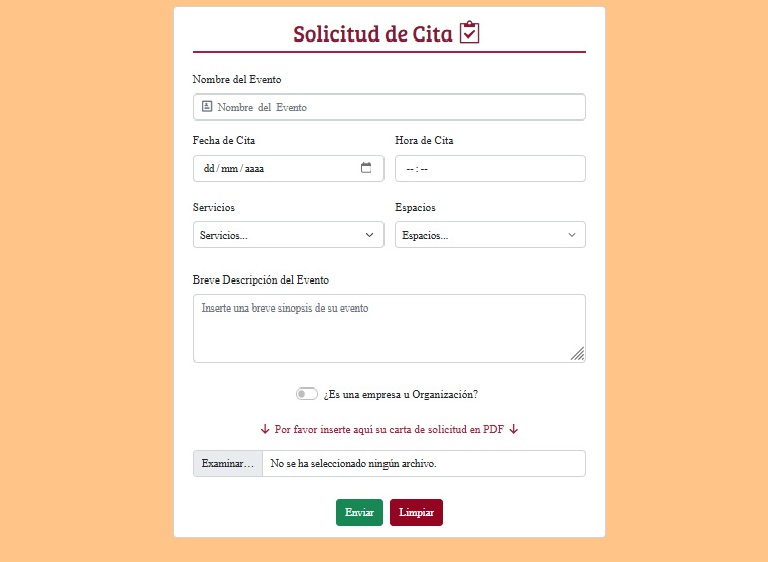 Solicitud de Cita
Nombre del Evento
Nombre del Evento
Fecha de Cita
Hora de Cita
dd/mm/aaaa
--:--
Servicios
Espacios
Servicios...
Espacios...
Breve Descripción del Evento
Inserte una breve sinopsis de su evento
¿Es una empresa u Organización?
↓ Por favor inserte aquí su carta de solicitud en PDF ↓
Examinar... No se ha seleccionado ningún archivo.
Enviar Limpiar